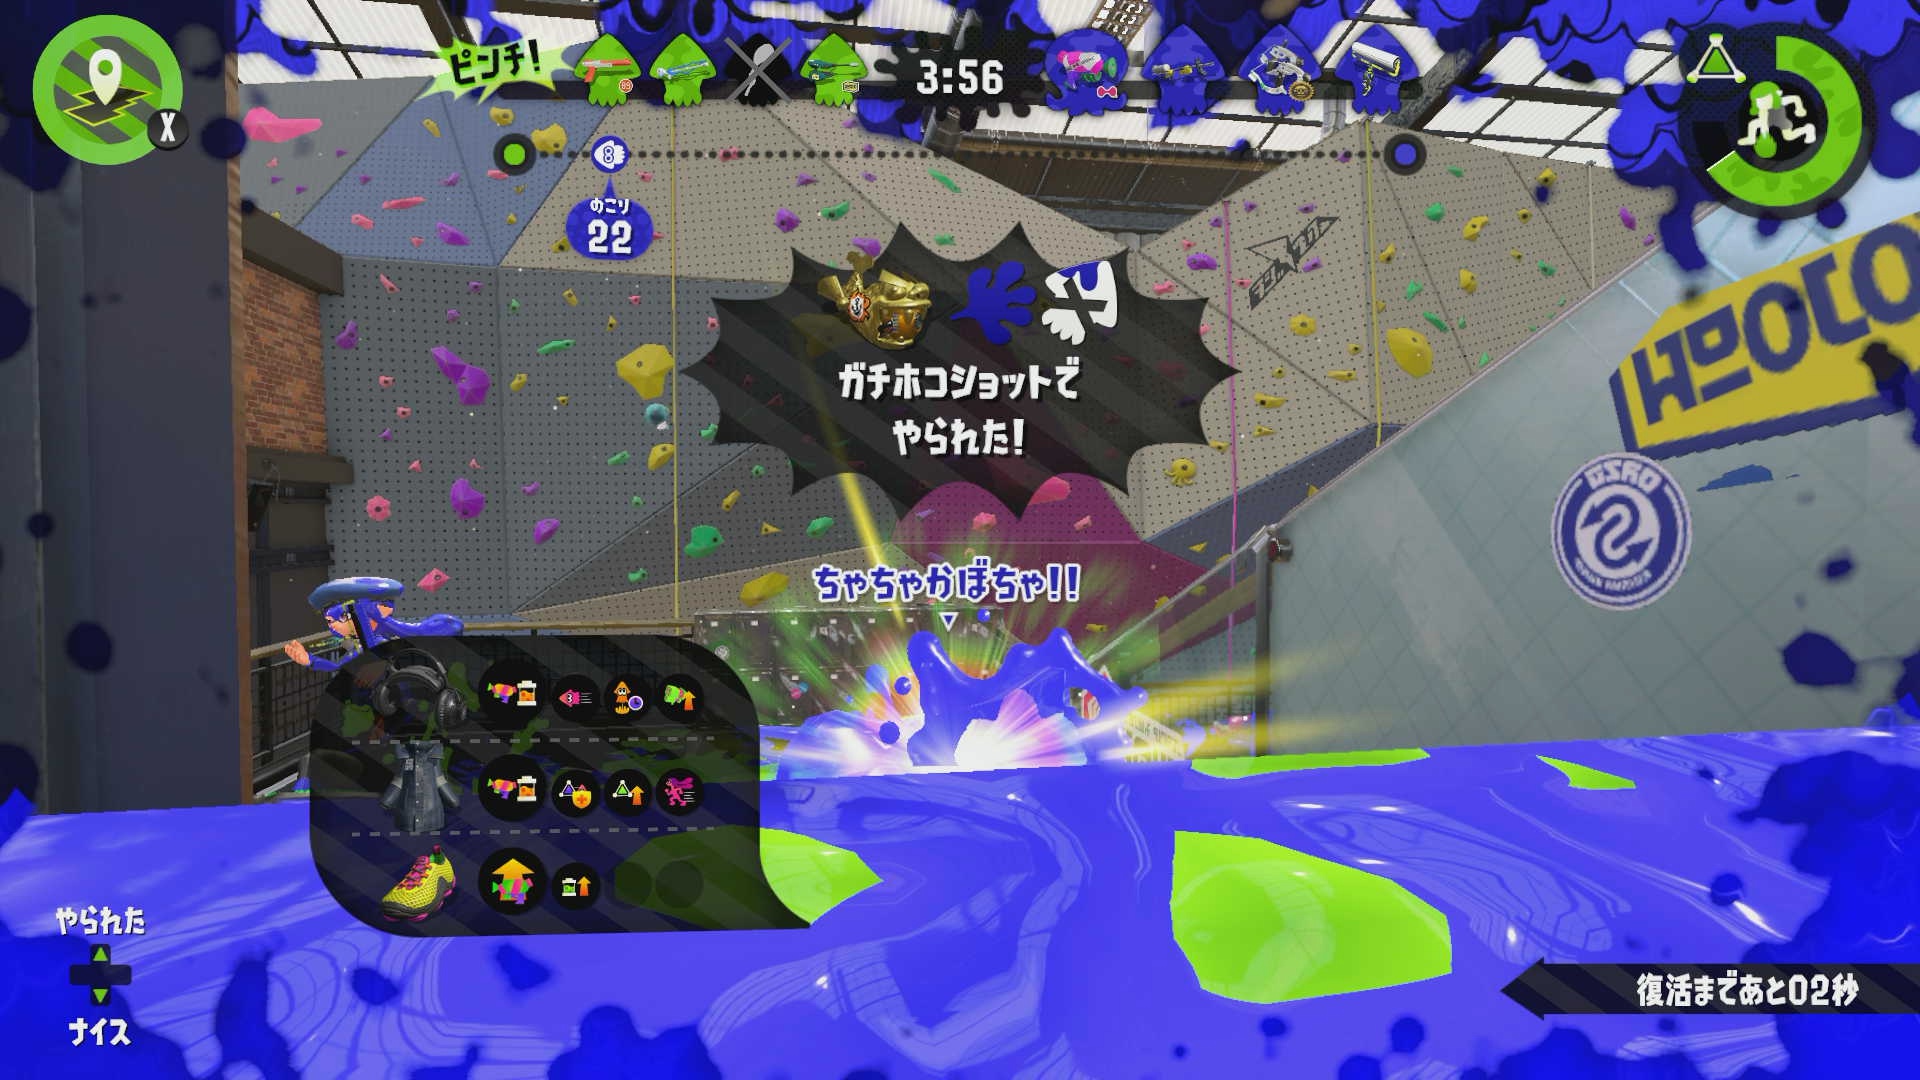 ピンチ!
3:56
X
のこり
22
ガチホコショットで
やられた!
ちゃちゃかぼちゃ!!
やられた
ナイス
復活まであと02秒